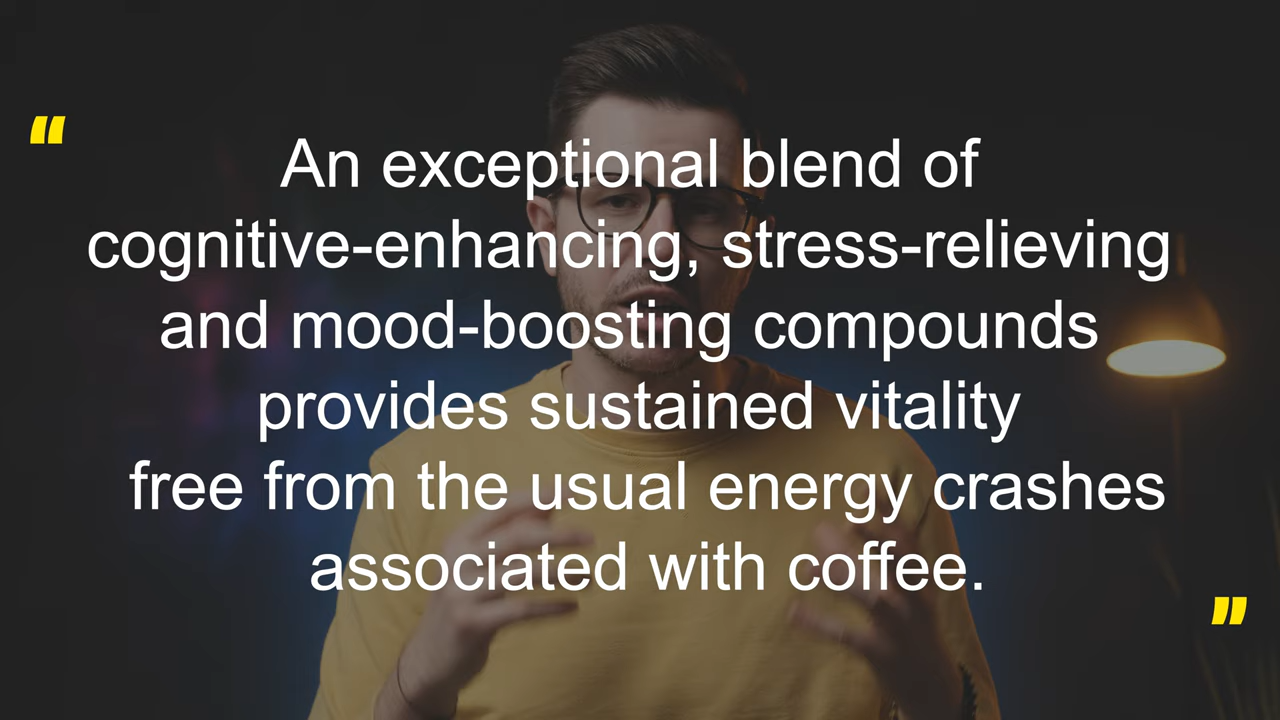 "
An exceptional blend of
cognitive-enhancing, stress-relieving
and mood-boosting compounds
provides sustained vitality
free from the usual energy crashes
associated with coffee.
"